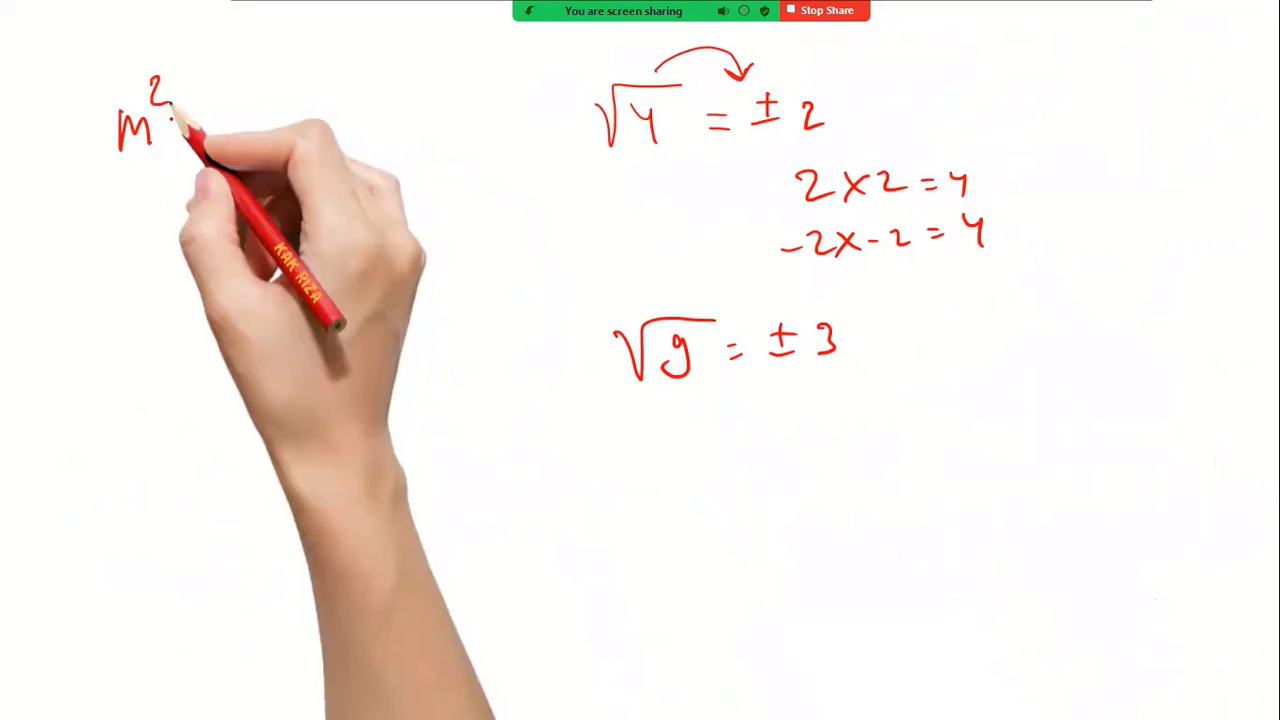 You are screen sharing Stop Share
m²
√4 = ± 2
2 x 2 = 4
-2 x -2 = 4
√9 = ± 3
KAK RIZA